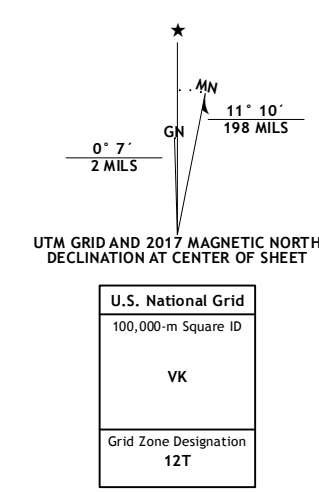 ★
MN
GN
11° 10´
198 MILS
0° 7´
2 MILS
UTM GRID AND 2017 MAGNETIC NORTH
DECLINATION AT CENTER OF SHEET
U.S. National Grid
100,000-m Square ID
VK
Grid Zone Designation
12T